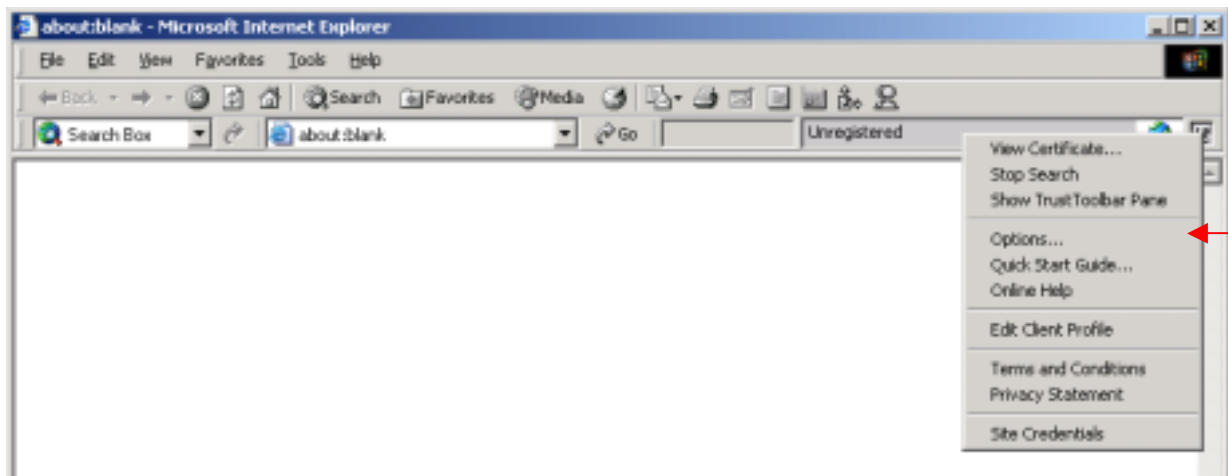 about:blank - Microsoft Internet Explorer
File Edit View Favorites Tools Help
Back Search Favorites Media
Search Box about:blank Go Unregistered
View Certificate...
Stop Search
Show TrustToolbar Pane
Options...
Quick Start Guide...
Online Help
Edit Client Profile
Terms and Conditions
Privacy Statement
Site Credentials